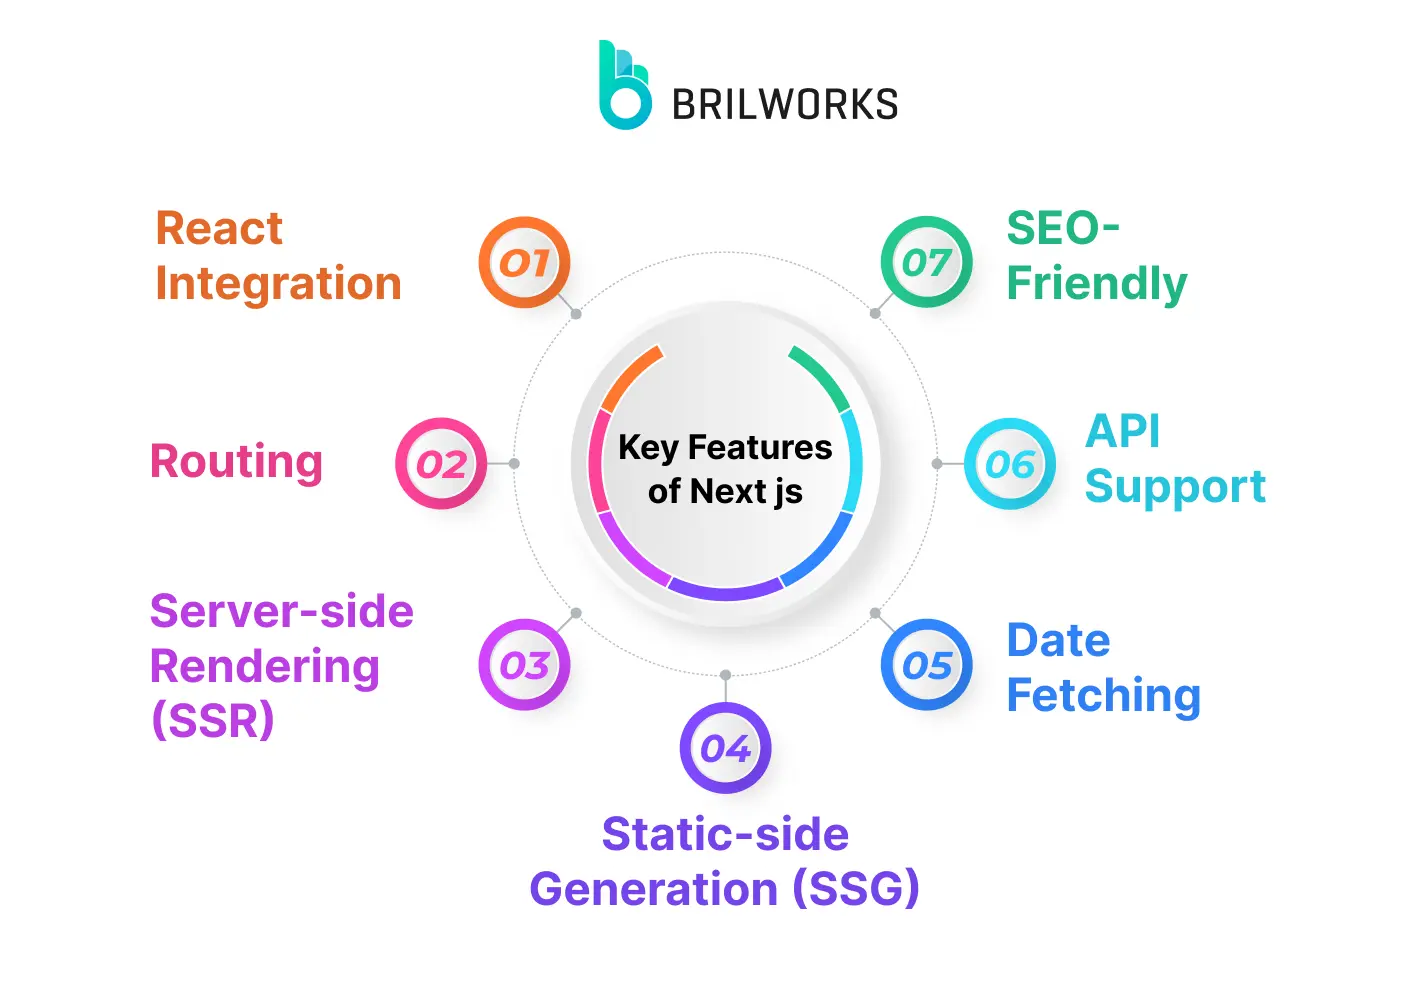 BRILWORKS
React
Integration
01
Routing
02
Server-side
Rendering
(SSR)
03
04
Static-side
Generation (SSG)
05
Date
Fetching
06
API
Support
07
SEO-
Friendly
Key Features
of Next js